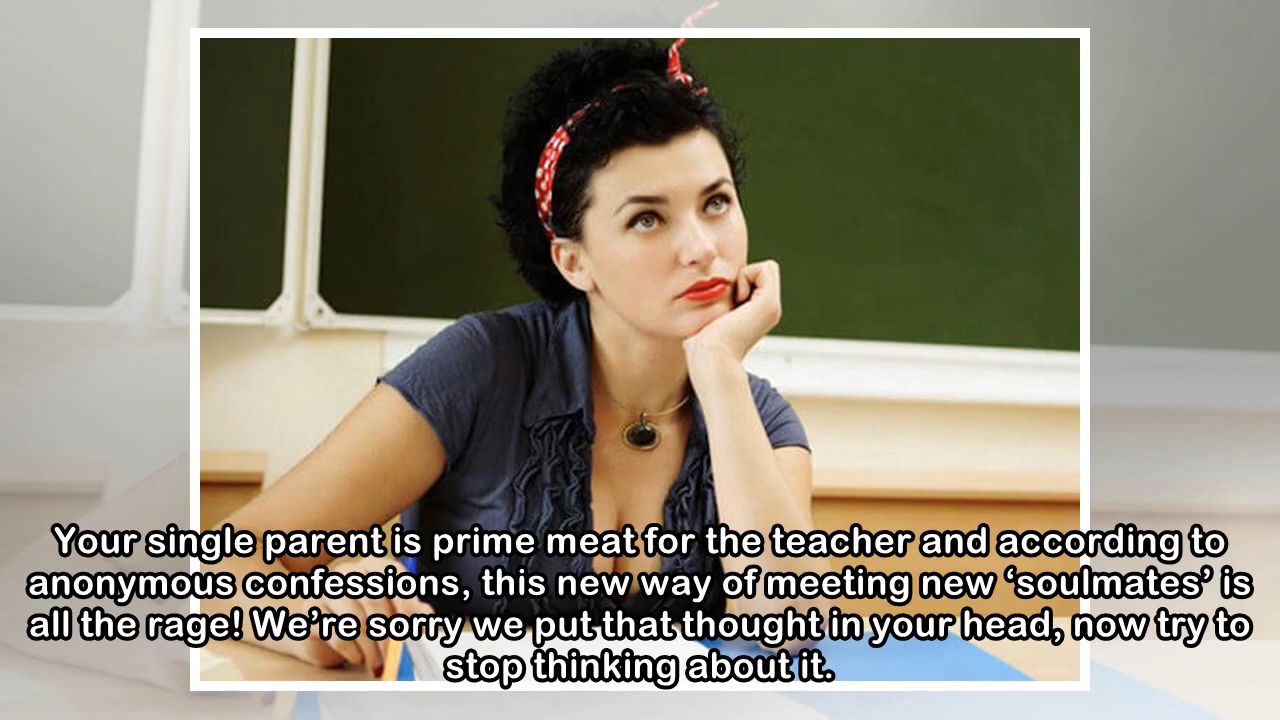 Your single parent is prime meat for the teacher and according to
anonymous confessions, this new way of meeting new ‘soulmates’ is
all the rage! We’re sorry we put that thought in your head, now try to
stop thinking about it.